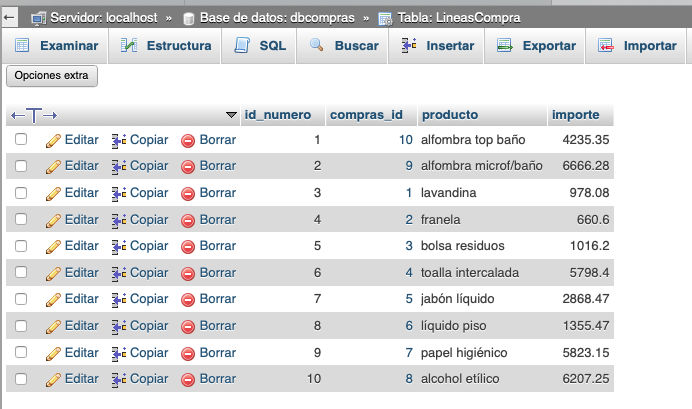 Servidor: localhost » Base de datos: dbcompras » Tabla: LineasCompra
Examinar Estructura SQL Buscar Insertar Exportar Importar
Opciones extra
id_numero compras_id producto importe
Editar Copiar Borrar 1 10 alfombra top baño 4235.35
Editar Copiar Borrar 2 9 alfombra microf/baño 6666.28
Editar Copiar Borrar 3 1 lavandina 978.08
Editar Copiar Borrar 4 2 franela 660.6
Editar Copiar Borrar 5 3 bolsa residuos 1016.2
Editar Copiar Borrar 6 4 toalla intercalada 5798.4
Editar Copiar Borrar 7 5 jabón líquido 2868.47
Editar Copiar Borrar 8 6 líquido piso 1355.47
Editar Copiar Borrar 9 7 papel higiénico 5823.15
Editar Copiar Borrar 10 8 alcohol etílico 6207.25